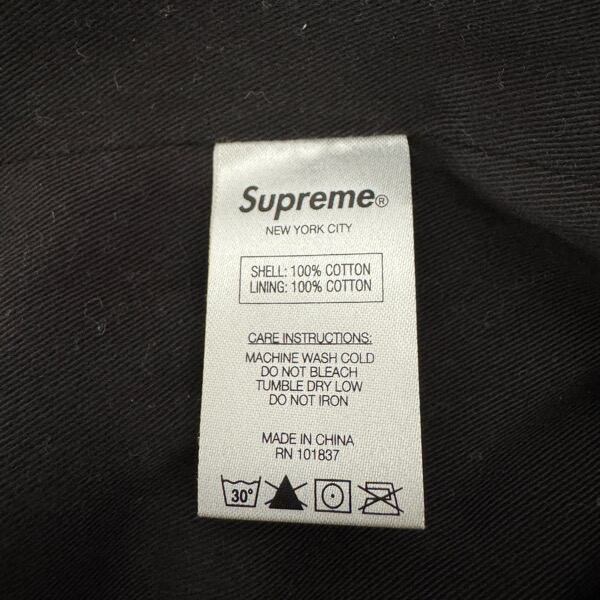 Supreme®
NEW YORK CITY
SHELL: 100% COTTON
LINING: 100% COTTON
CARE INSTRUCTIONS:
MACHINE WASH COLD
DO NOT BLEACH
TUMBLE DRY LOW
DO NOT IRON
MADE IN CHINA
RN 101837
30°